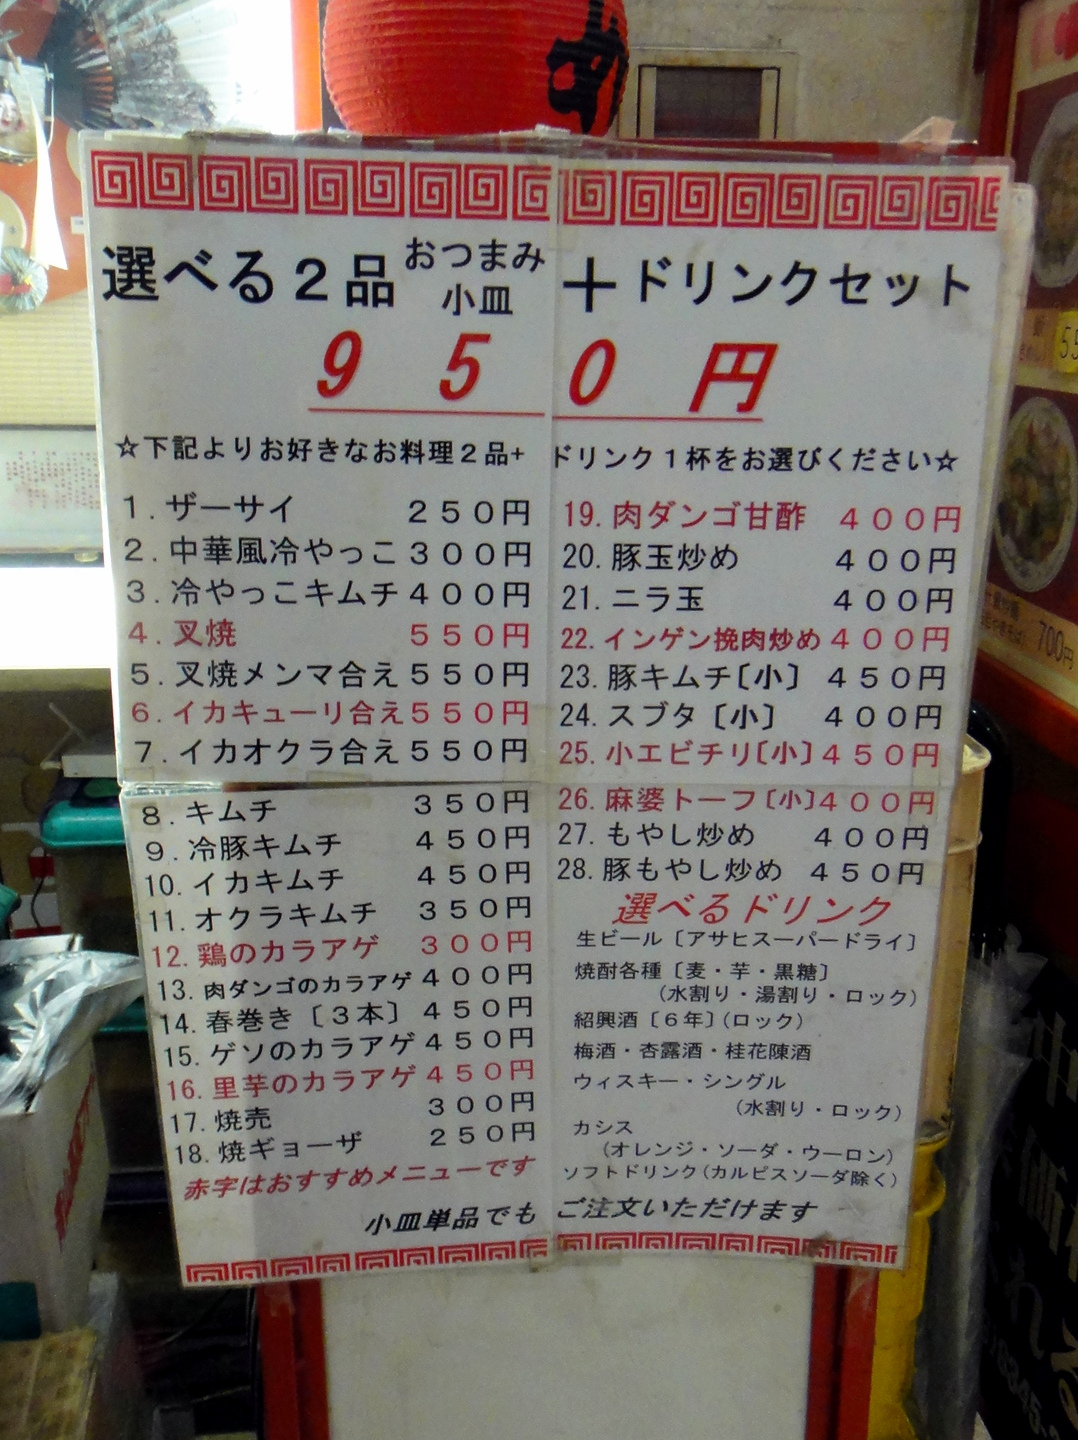 選べる２品 おつまみ小皿 ＋ドリンクセット
９５０円
☆下記よりお好きなお料理２品+ドリンク１杯をお選びください☆
1.ザーサイ ２５０円
2.中華風冷やっこ３００円
3.冷やっこキムチ４００円
4.叉焼 ５５０円
5.叉焼メンマ合え５５０円
6.イカキューリ合え５５０円
7.イカオクラ合え５５０円
8.キムチ ３５０円
9.冷豚キムチ ４５０円
10.イカキムチ ４５０円
11.オクラキムチ ３５０円
12.鶏のカラアゲ ３００円
13.肉ダンゴのカラアゲ４００円
14.春巻き〔３本〕４５０円
15.ゲソのカラアゲ４５０円
16.里芋のカラアゲ４５０円
17.焼売 ３００円
18.焼ギョーザ ２５０円
赤字はおすすめメニューです
19.肉ダンゴ甘酢 ４００円
20.豚玉炒め ４００円
21.ニラ玉 ４００円
22.インゲン挽肉炒め４００円
23.豚キムチ〔小〕４５０円
24.スブタ〔小〕４００円
25.小エビチリ〔小〕４５０円
26.麻婆トーフ〔小〕４００円
27.もやし炒め ４００円
28.豚もやし炒め ４５０円
選べるドリンク
生ビール〔アサヒスーパードライ〕
焼酎各種〔麦・芋・黒糖〕
(水割り・湯割り・ロック)
紹興酒〔６年〕(ロック)
梅酒・杏露酒・桂花陳酒
ウィスキー・シングル
(水割り・ロック)
カシス
(オレンジ・ソーダ・ウーロン)
ソフトドリンク(カルピスソーダ除く)
小皿単品でもご注文いただけます
700円